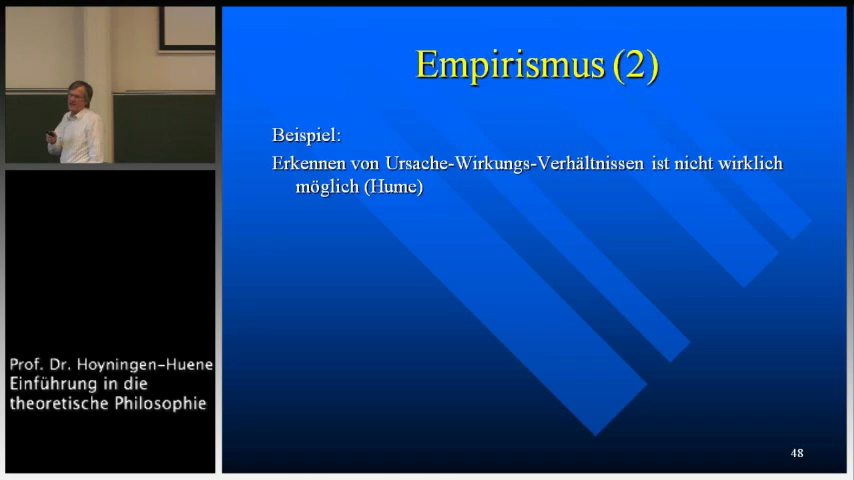 Empirismus (2)
Beispiel:
Erkennen von Ursache-Wirkungs-Verhältnissen ist nicht wirklich
möglich (Hume)
Prof. Dr. Hoyningen-Huene
Einführung in die
theoretische Philosophie
48